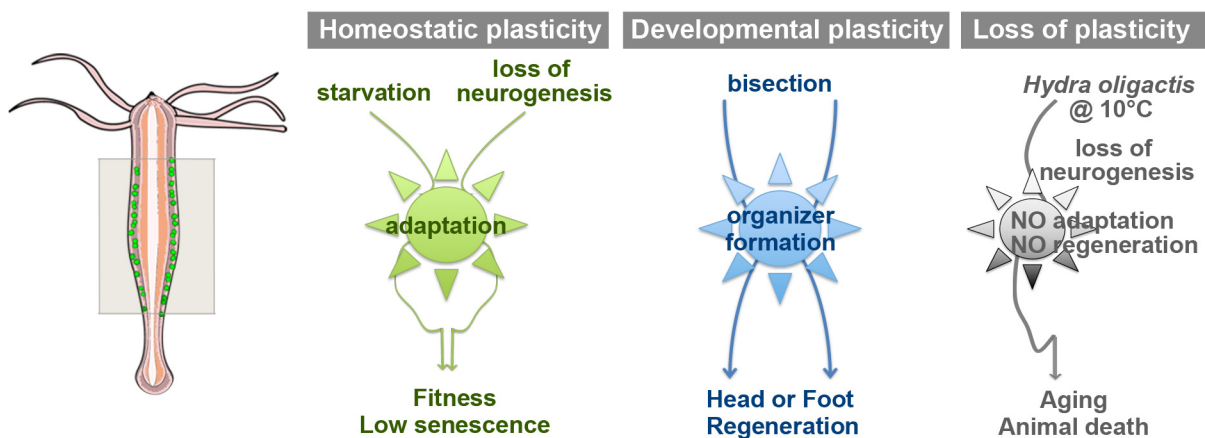 Homeostatic plasticity
starvation
loss of
neurogenesis
adaptation
Fitness
Low senescence
Developmental plasticity
bisection
organizer
formation
Head or Foot
Regeneration
Loss of plasticity
Hydra oligactis
@ 10°C
loss of
neurogenesis
NO adaptation
NO regeneration
Aging
Animal death